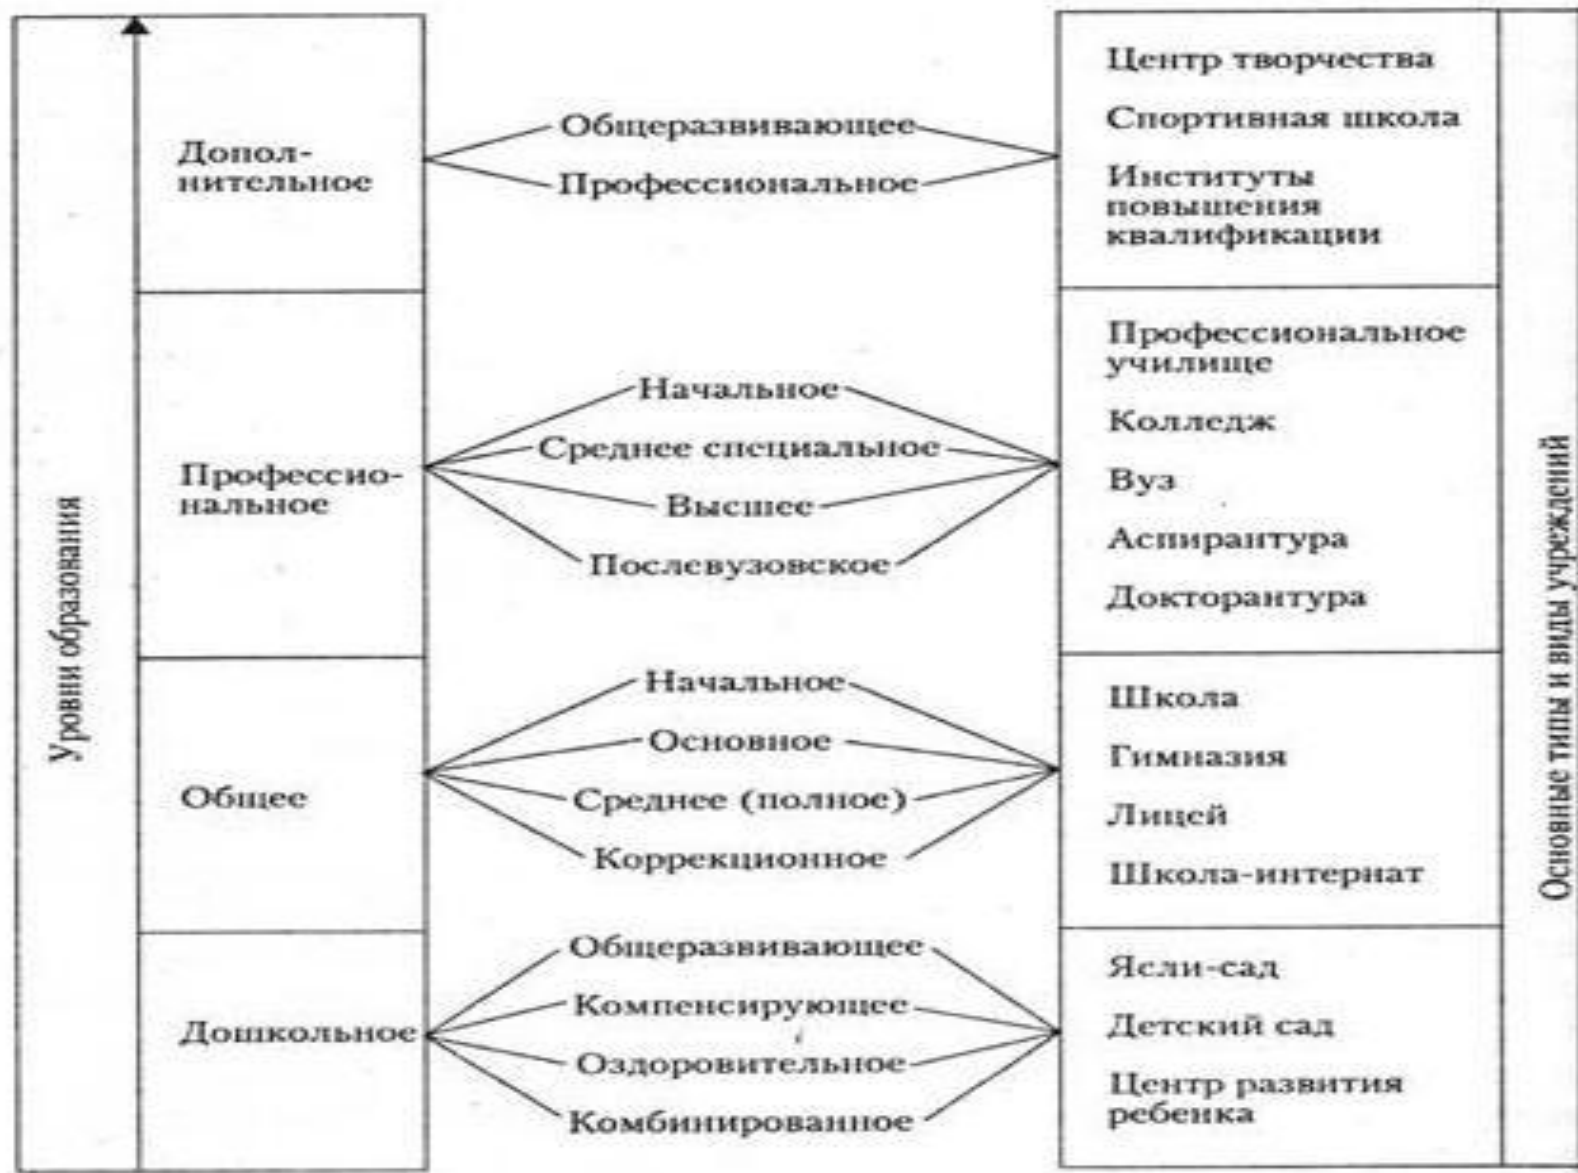 Уровни образования
Допол-
нительное
Общеразвивающее
Профессиональное
Центр творчества
Спортивная школа
Институты
повышения
квалификации
Профессио-
нальное
Начальное
Среднее специальное
Высшее
Послевузовское
Профессиональное
училище
Колледж
Вуз
Аспирантура
Докторантура
Общее
Начальное
Основное
Среднее (полное)
Коррекционное
Школа
Гимназия
Лицей
Школа-интернат
Дошкольное
Общеразвивающее
Компенсирующее
Оздоровительное
Комбинированное
Ясли-сад
Детский сад
Центр развития
ребенка
Основные типы и виды учреждений